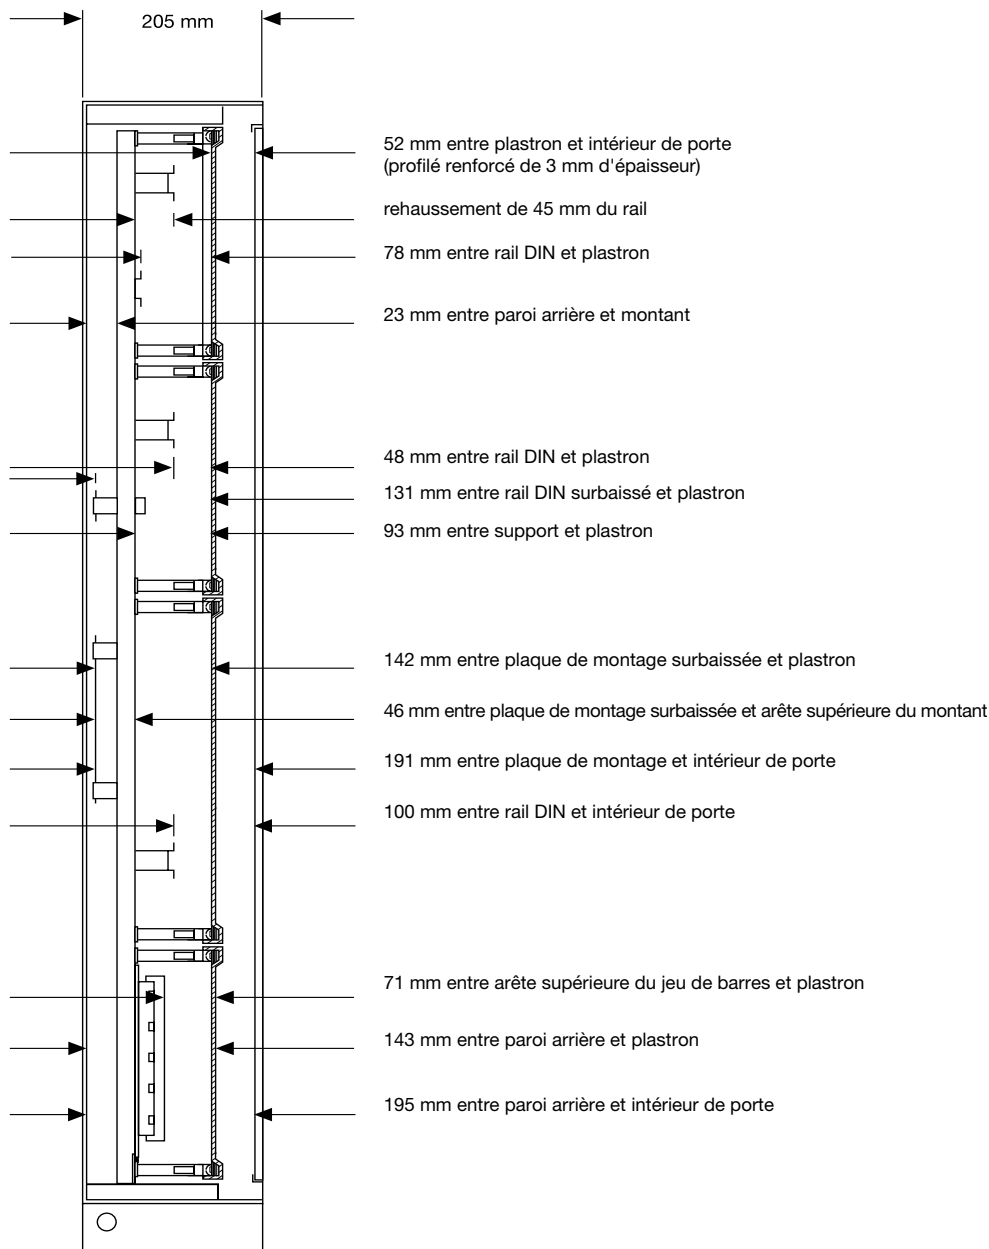 205 mm
52 mm entre plastron et intérieur de porte
(profilé renforcé de 3 mm d'épaisseur)
rehaussement de 45 mm du rail
78 mm entre rail DIN et plastron
23 mm entre paroi arrière et montant
48 mm entre rail DIN et plastron
131 mm entre rail DIN surbaissé et plastron
93 mm entre support et plastron
142 mm entre plaque de montage surbaissée et plastron
46 mm entre plaque de montage surbaissée et arête supérieure du montant
191 mm entre plaque de montage et intérieur de porte
100 mm entre rail DIN et intérieur de porte
71 mm entre arête supérieure du jeu de barres et plastron
143 mm entre paroi arrière et plastron
195 mm entre paroi arrière et intérieur de porte